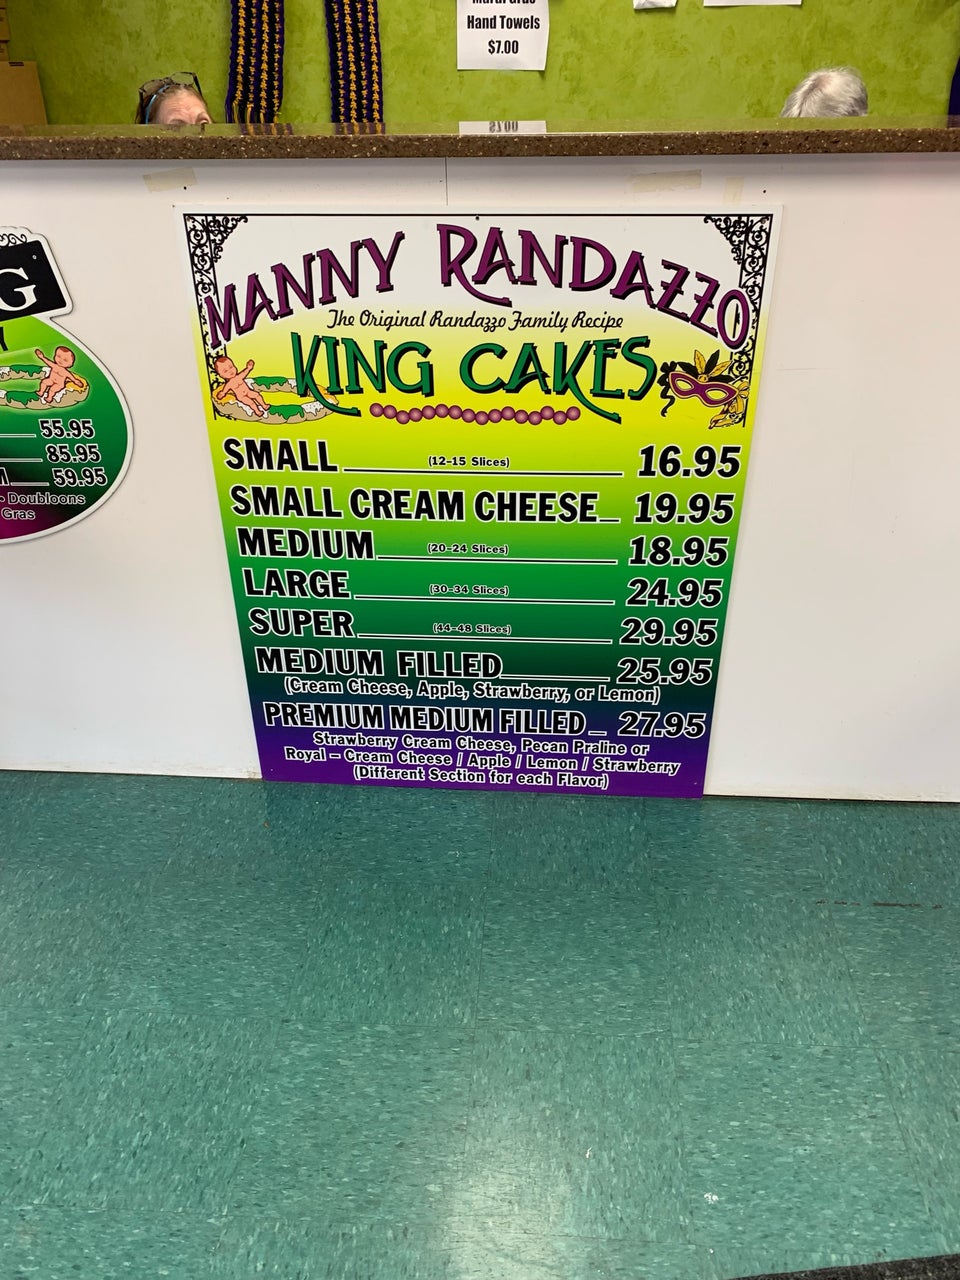 Hand Towels
$7.00
G
55.95
85.95
59.95
- Doubloons
Gras
MANNY RANDAZZO
The Original Randazzo Family Recipe
KING CAKES
SMALL (12-15 Slices) 16.95
SMALL CREAM CHEESE 19.95
MEDIUM (20-24 Slices) 18.95
LARGE (30-34 Slices) 24.95
SUPER (44-48 Slices) 29.95
MEDIUM FILLED 25.95
(Cream Cheese, Apple, Strawberry, or Lemon)
PREMIUM MEDIUM FILLED 27.95
Strawberry Cream Cheese, Pecan Praline or
Royal - Cream Cheese / Apple / Lemon / Strawberry
(Different Section for each Flavor)